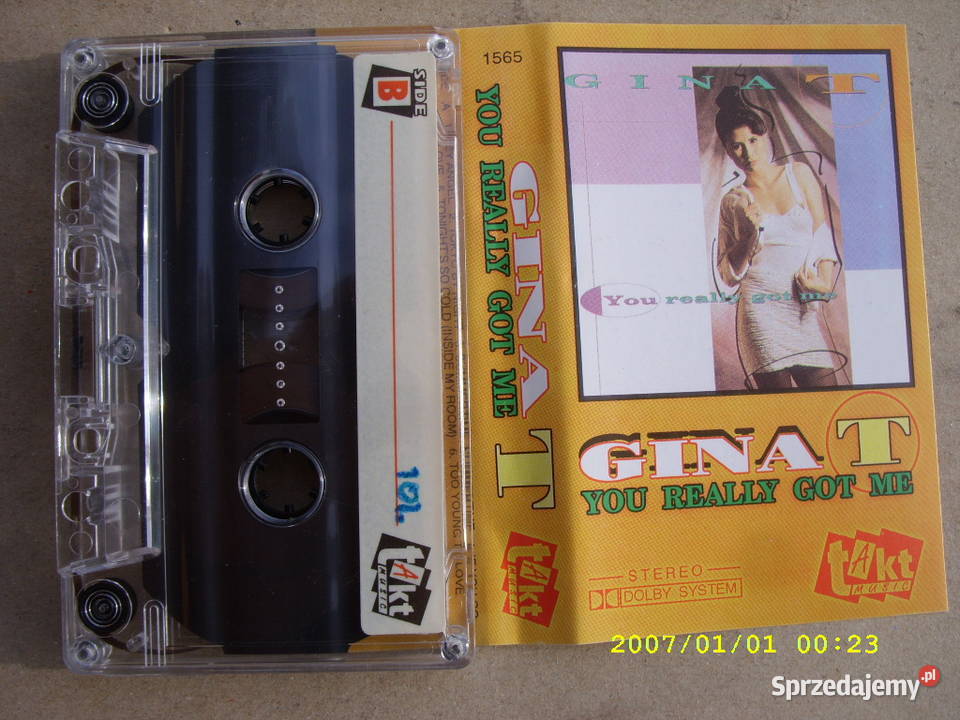 SIDE
B
TONIGHT'S SO COLD (INSIDE MY ROOM) 6. TOO YOUNG T
LOVE
102.
takt
MUSIC
GINA T
YOU REALLY GOT ME
takt
MUSIC
1565
GINA T
You really got me
GINA T
YOU REALLY GOT ME
STEREO
DOLBY SYSTEM
takt
MUSIC
2007/01/01 00:23
Sprzedajemy.pl